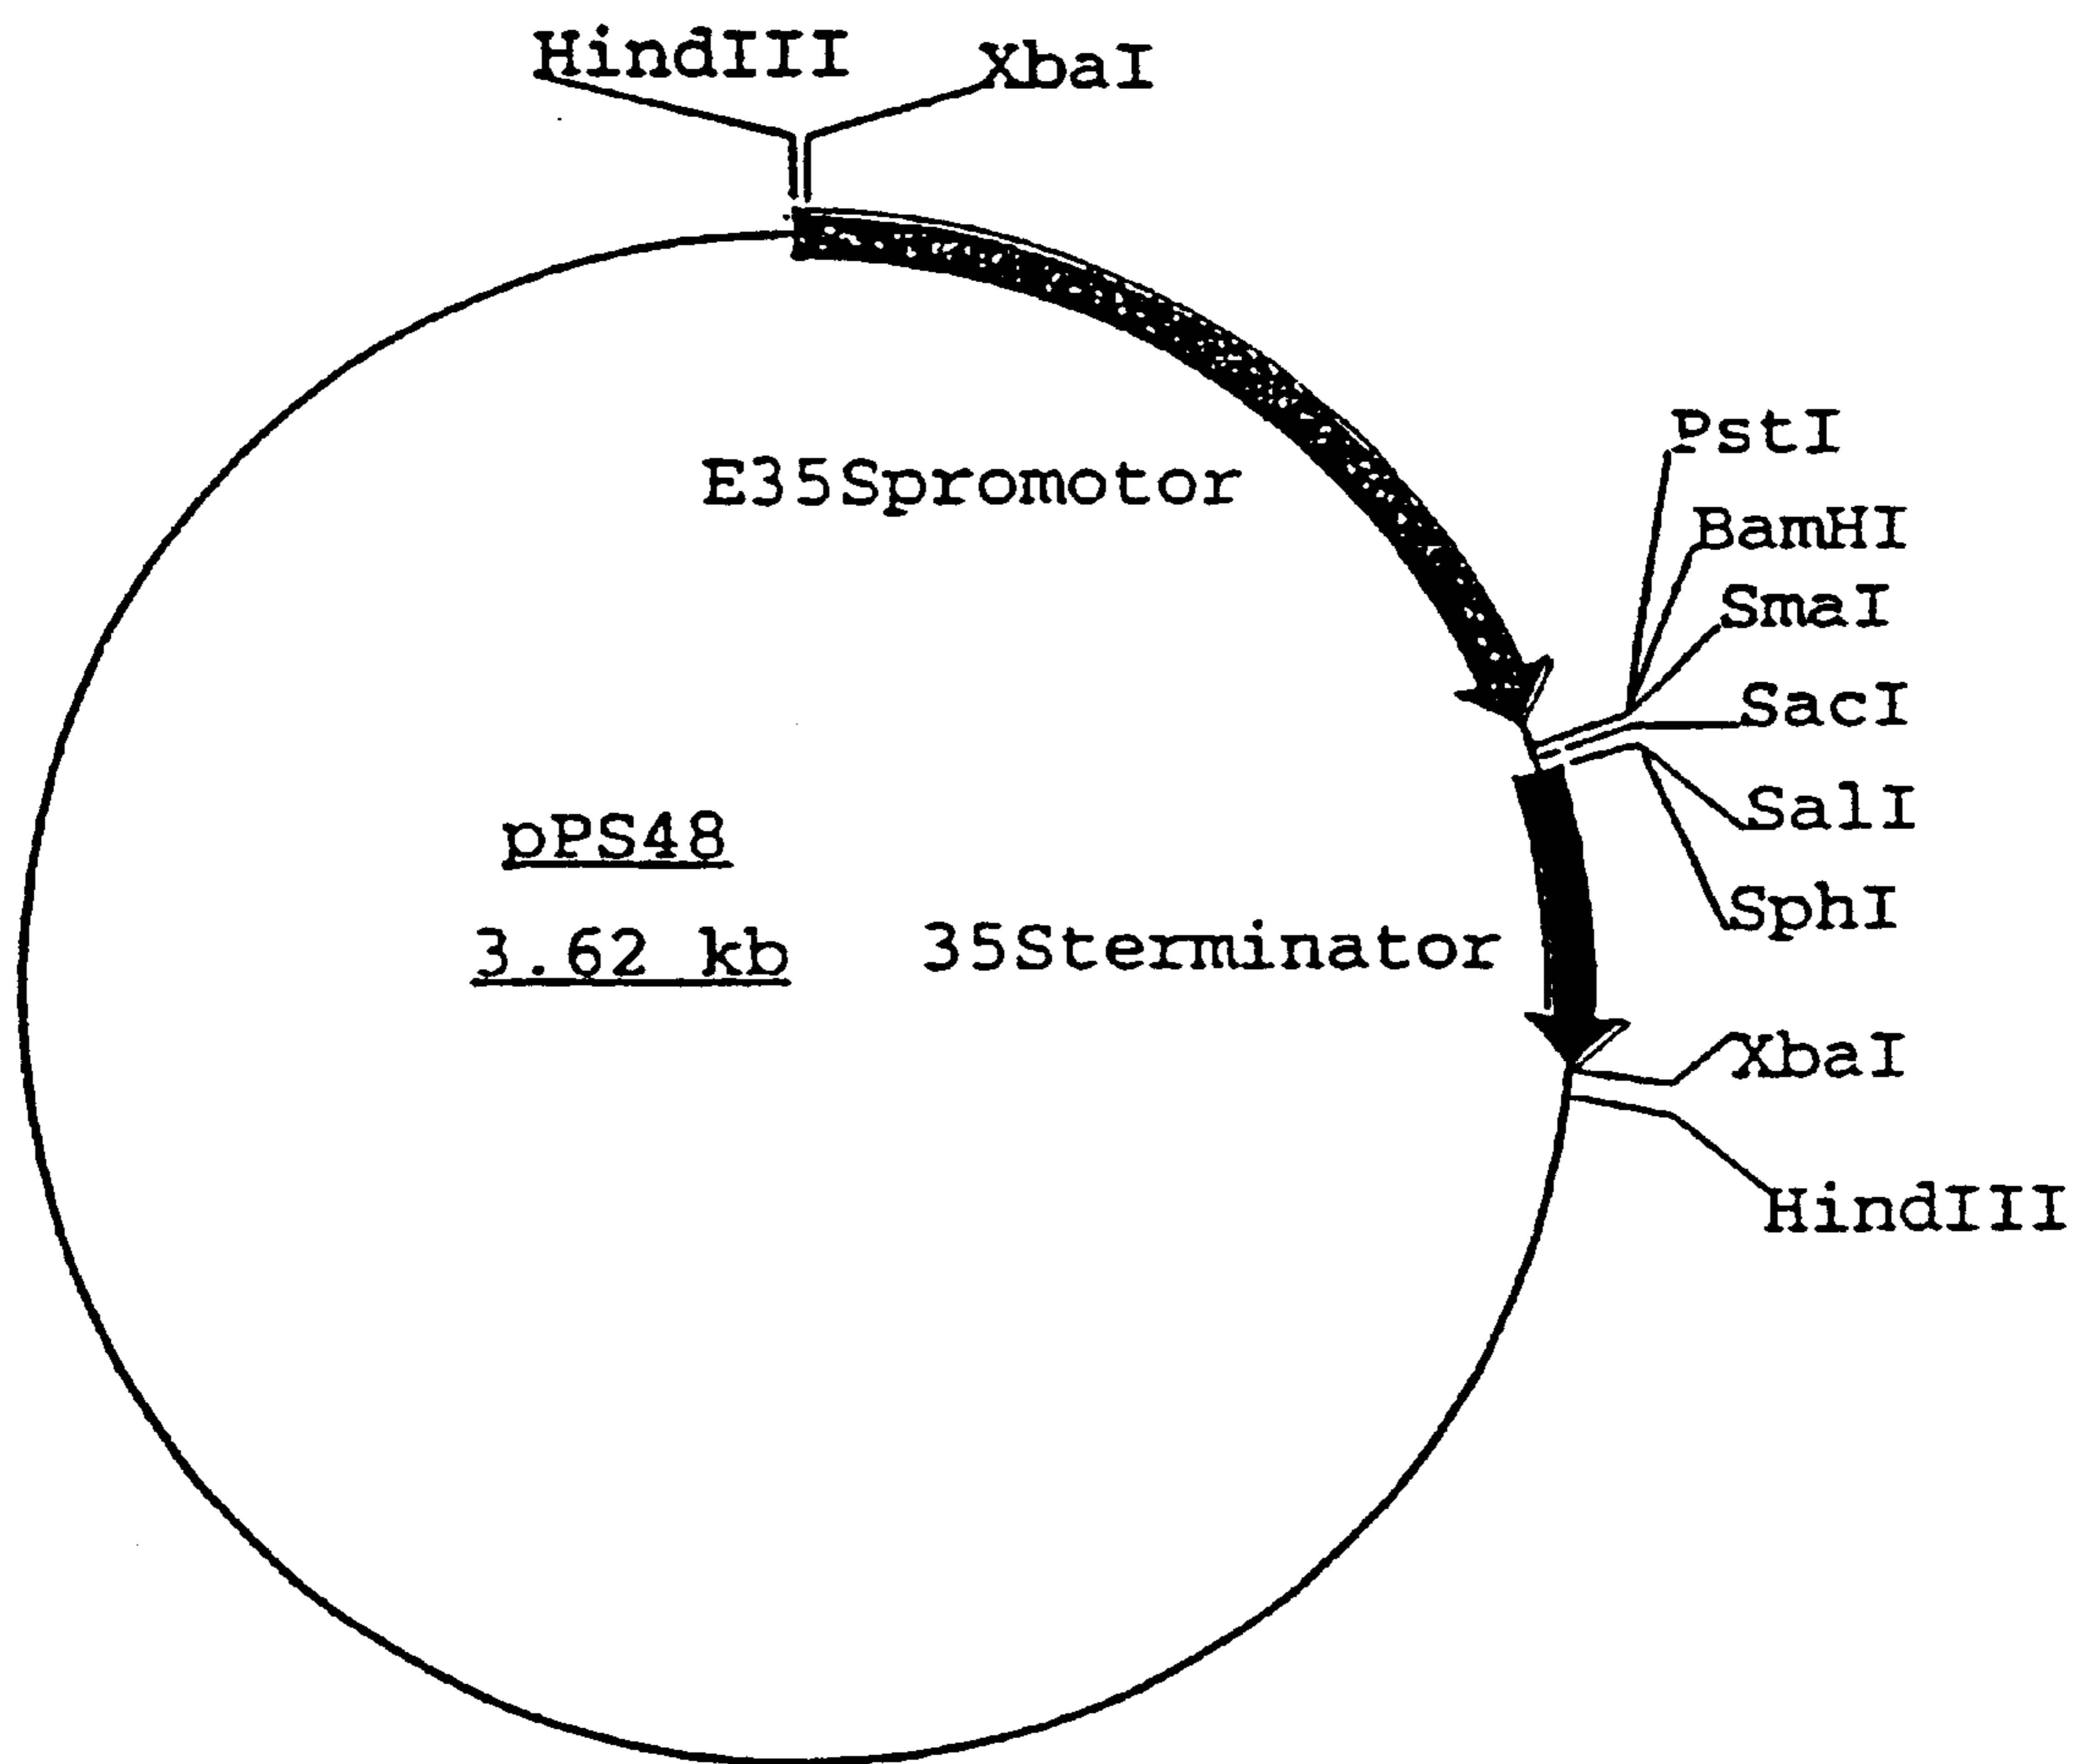 HindIII
XbaI
E35Spromotor
PstI
BamHI
SmaI
SacI
SalI
SphI
pPS48
3.62 kb
35Sterminator
XbaI
HindIII